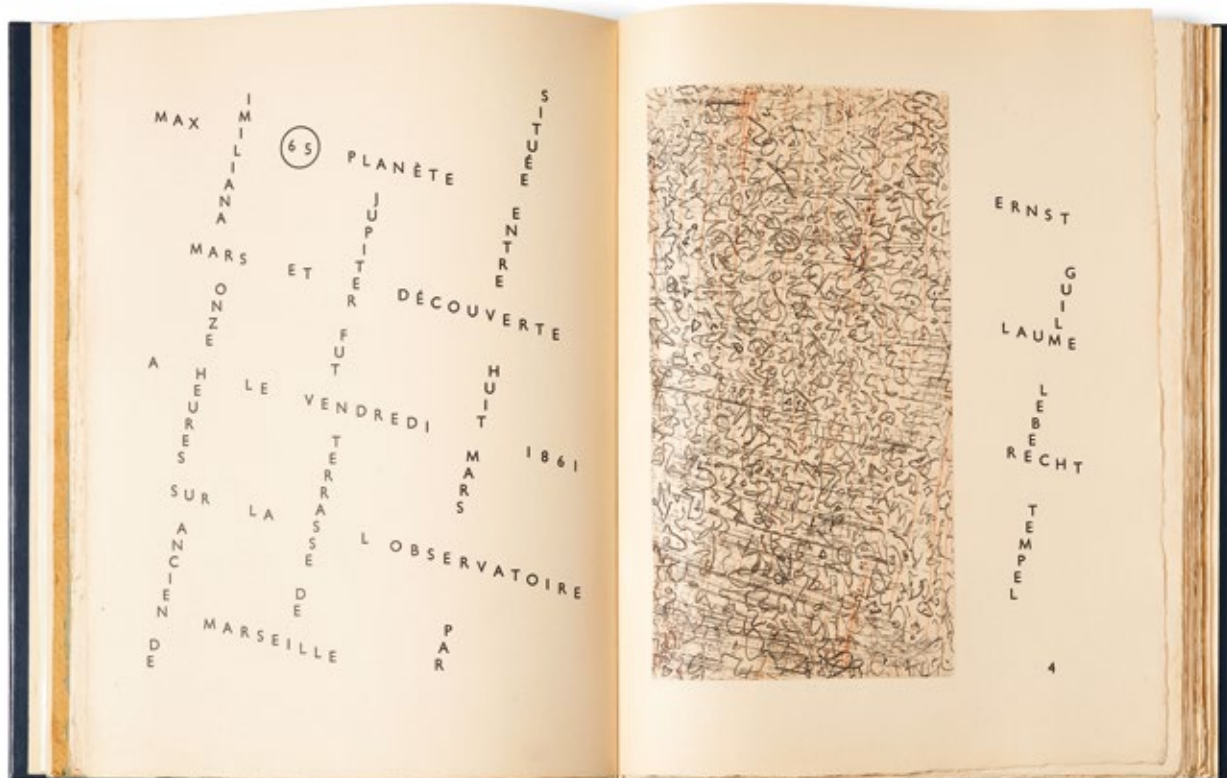 MAX
IMILIANA
65
PLANÈTE
SITUÉE ENTRE
MARS ET
JUPITER FUT
DÉCOUVERTE
A
ONZE HEURES
LE VENDREDI
HUIT MARS
1861
SUR LA
TERRASSE DE
L OBSERVATOIRE
ANCIEN DE
MARSEILLE
PAR
ERNST
GUIL
LAUME
LEBE
RECHT
TEMPEL
4